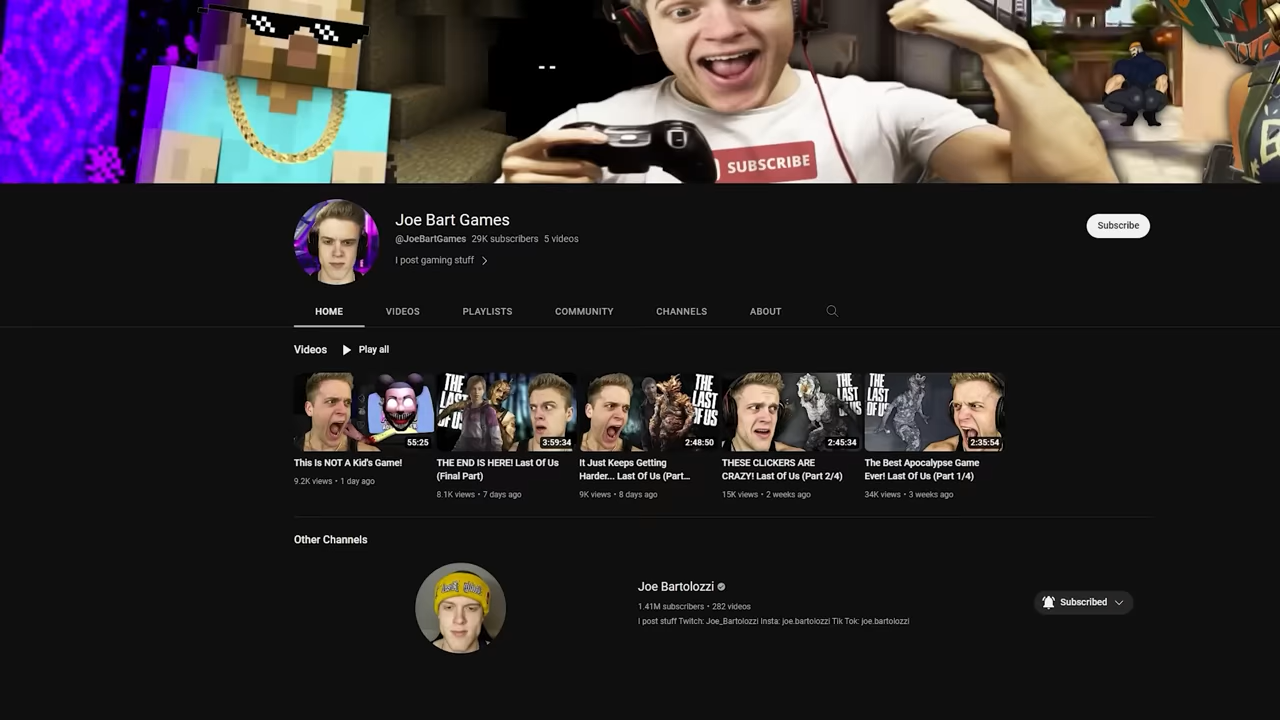 SUBSCRIBE
Joe Bart Games
@JoeBartGames 29K subscribers 5 videos
I post gaming stuff
Subscribe
HOME VIDEOS PLAYLISTS COMMUNITY CHANNELS ABOUT
Videos Play all
55:25
THE LAST OF US
3:59:34
THE LAST OF US
2:48:50
THE LAST OF US
2:45:34
THE LAST OF US
2:35:54
This Is NOT A Kid's Game!
9.2K views • 1 day ago
THE END IS HERE! Last Of Us
(Final Part)
8.1K views • 7 days ago
It Just Keeps Getting
Harder... Last Of Us (Part...
9K views • 8 days ago
THESE CLICKERS ARE
CRAZY! Last Of Us (Part 2/4)
15K views • 2 weeks ago
The Best Apocalypse Game
Ever! Last Of Us (Part 1/4)
34K views • 3 weeks ago
Other Channels
Joe Bartolozzi
1.41M subscribers • 282 videos
I post stuff Twitch: Joe_Bartolozzi Insta: joe.bartolozzi Tik Tok: joe.bartolozzi
Subscribed